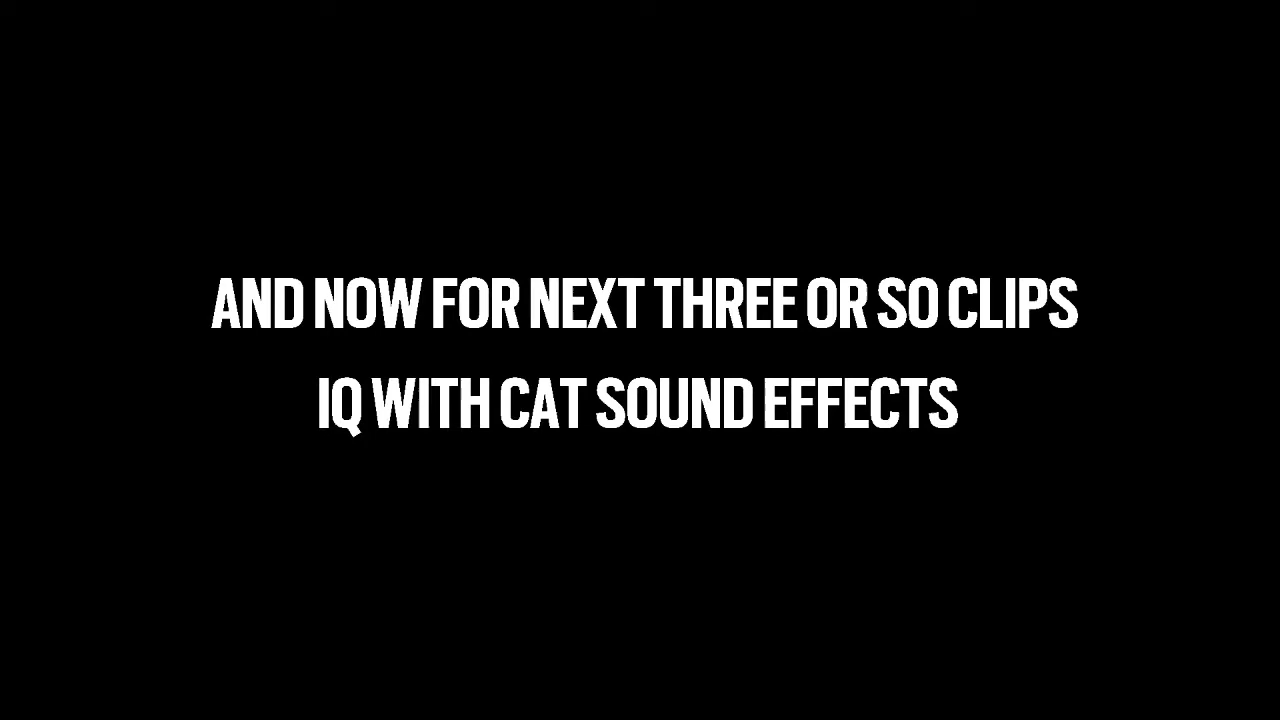 AND NOW FOR NEXT THREE OR SO CLIPS
IQ WITH CAT SOUND EFFECTS